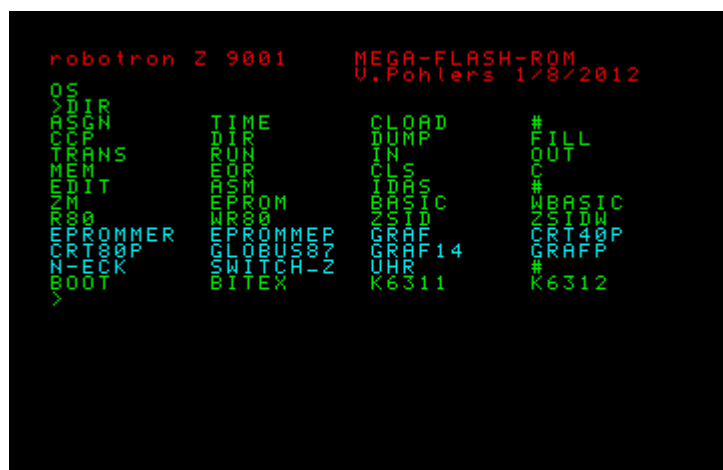 robotron Z 9001 MEGA-FLASH-ROM
V.Pohlers 1/8/2012
OS
>DIR
ASGN TIME CLOAD #
CCP DIR DUMP FILL
TRANS RUN IN OUT
MEM EOR CLS C
EDIT ASM IDAS #
ZM EPROM BASIC WBASIC
R80 WR80 ZSID ZSIDW
EPROMMER EPROMMEP GRAF CRT40P
CRT80P GLOBUS87 GRAF14 GRAFP
N-ECK SWITCH-Z UHR #
BOOT BITEX K6311 K6312
>